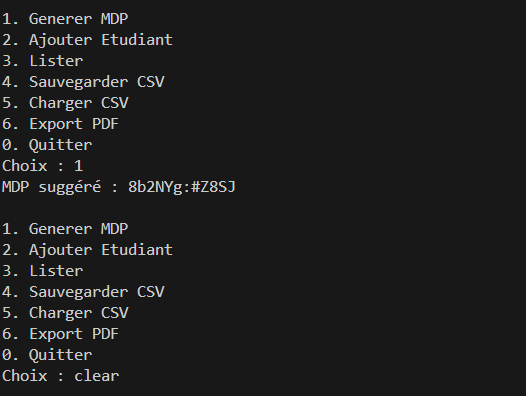 1. Generer MDP
2. Ajouter Etudiant
3. Lister
4. Sauvegarder CSV
5. Charger CSV
6. Export PDF
0. Quitter
Choix : 1
MDP suggéré : 8b2NYg:#Z8SJ

1. Generer MDP
2. Ajouter Etudiant
3. Lister
4. Sauvegarder CSV
5. Charger CSV
6. Export PDF
0. Quitter
Choix : clear